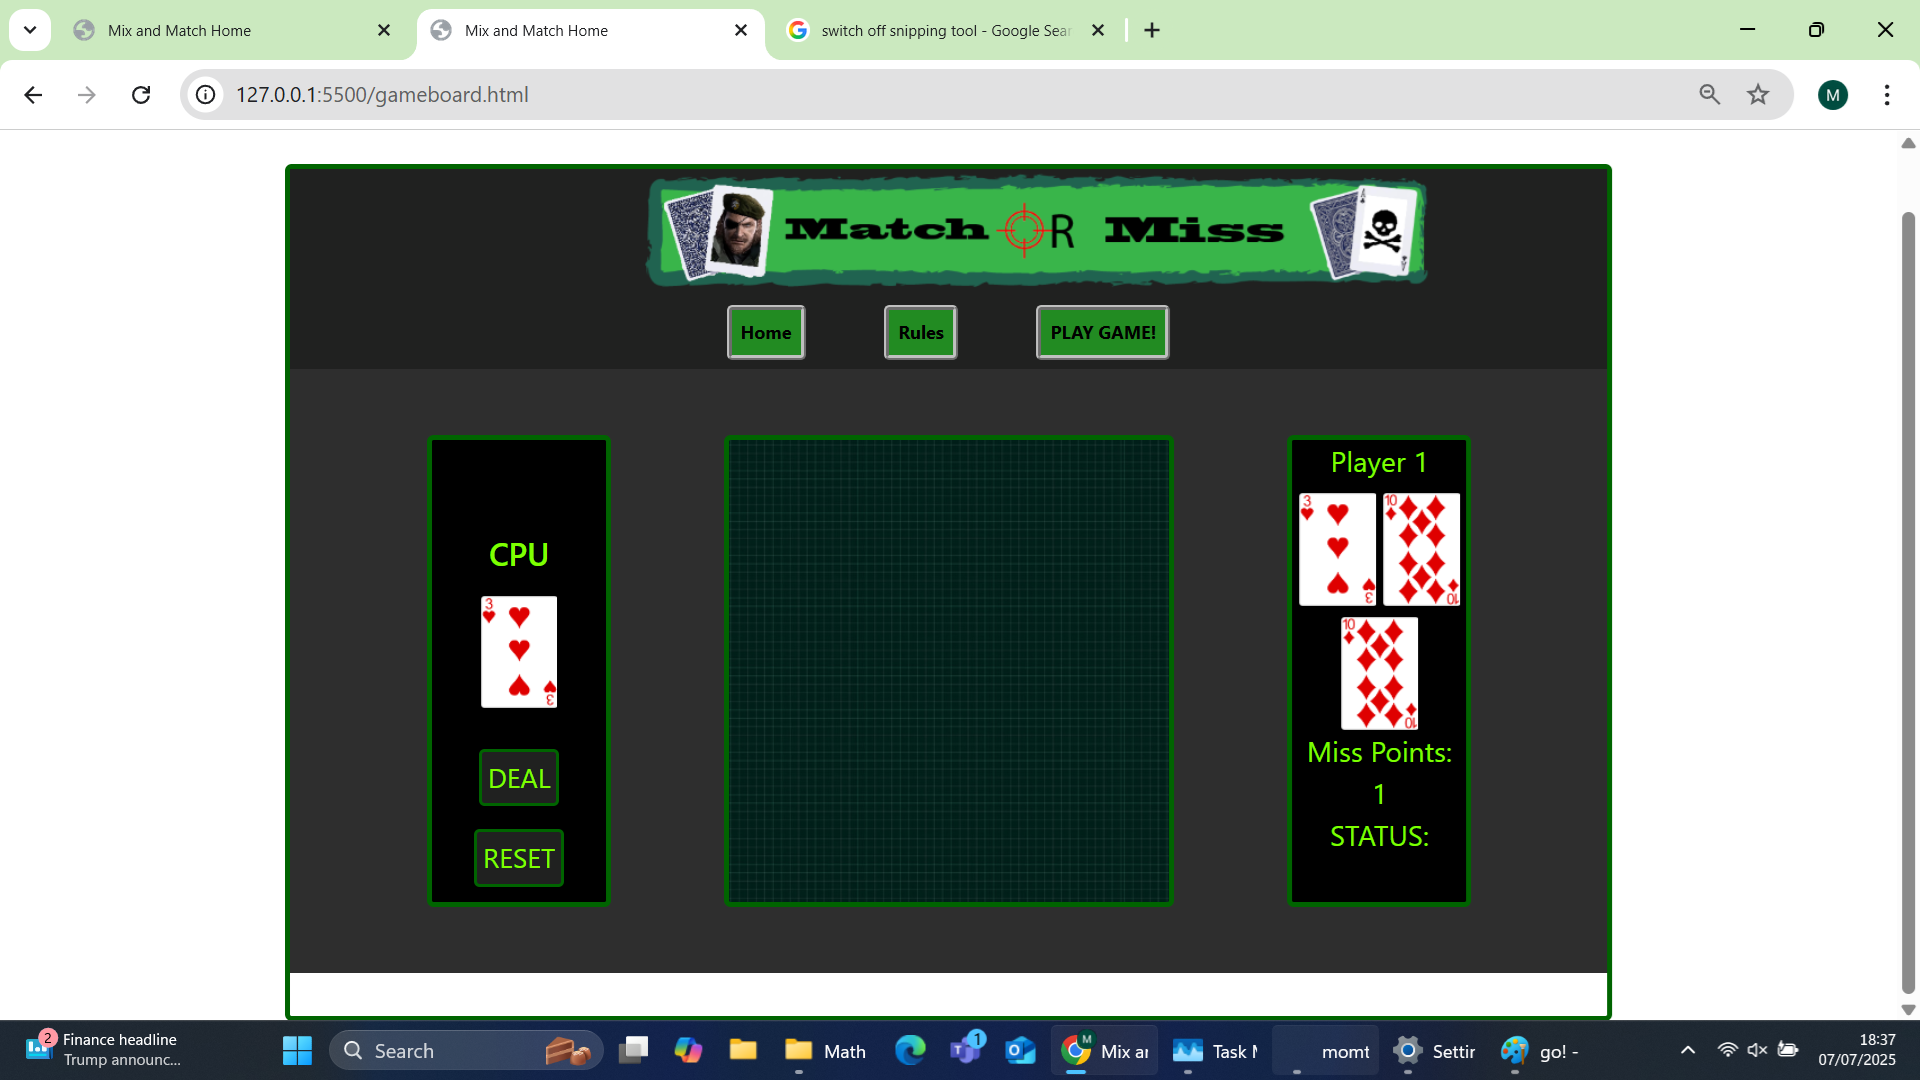 Mix and Match Home
Mix and Match Home
switch off snipping tool - Google Sear
127.0.0.1:5500/gameboard.html
M
Match OR Miss
A
Home
Rules
PLAY GAME!
CPU
3
3
DEAL
RESET
Player 1
3
3
10
10
10
10
Miss Points:
1
STATUS:
2
Finance headline
Trump announc...
Search
Math
1
M
Mix ar
Task M
momt
Settin
go! -
18:37
07/07/2025